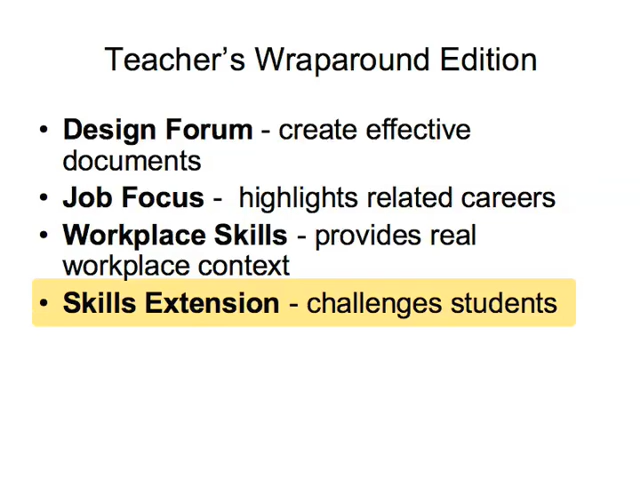 Teacher’s Wraparound Edition
• Design Forum - create effective
documents
• Job Focus -  highlights related careers
• Workplace Skills - provides real
workplace context
• Skills Extension - challenges students